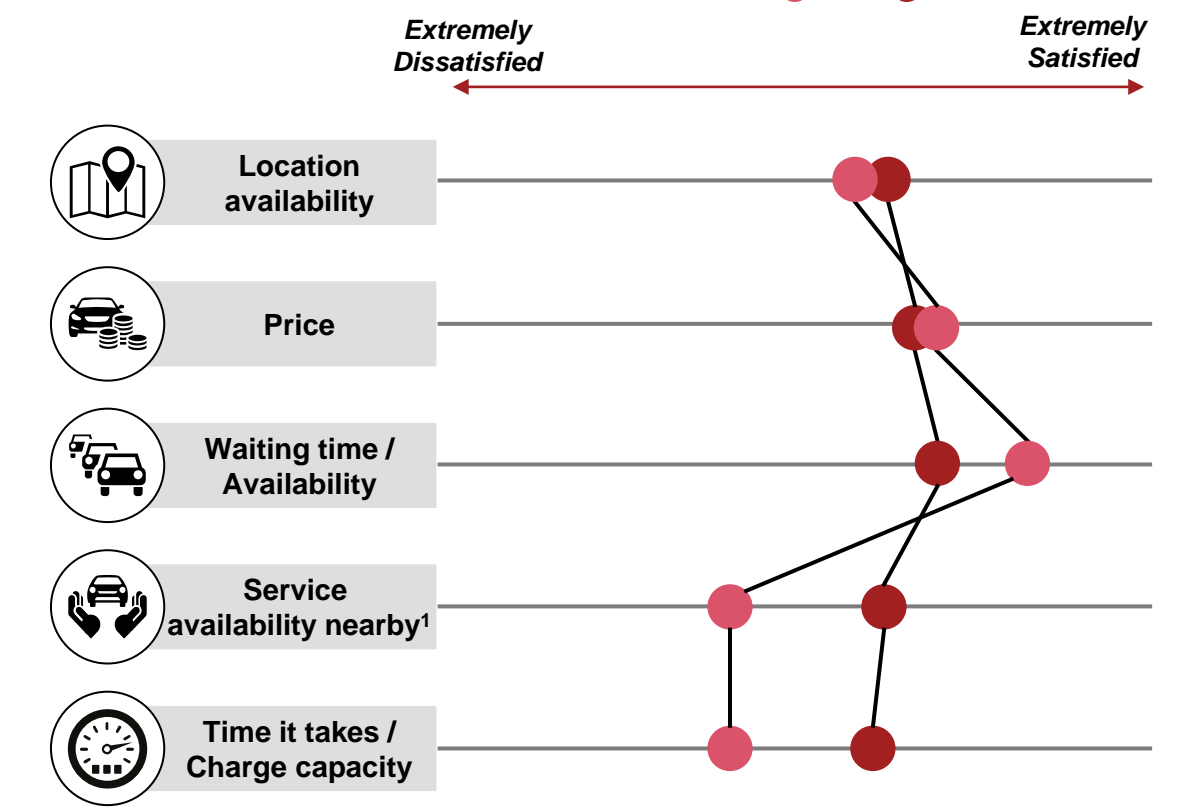 Extremely
Dissatisfied
Extremely
Satisfied
Location
availability
Price
Waiting time /
Availability
Service
availability nearby¹
Time it takes /
Charge capacity